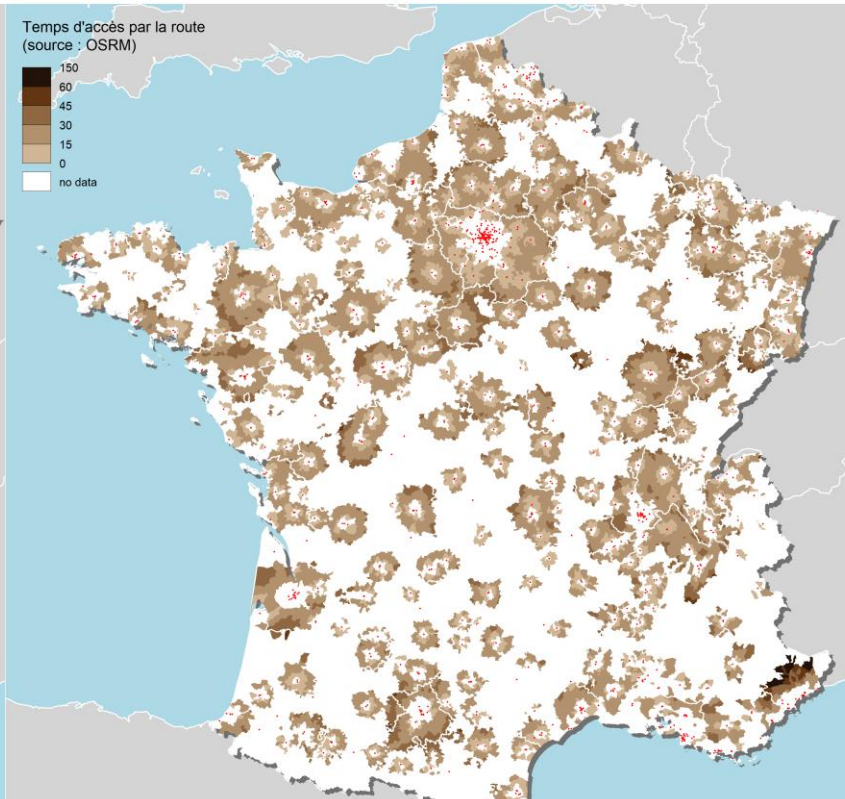 Temps d'accès par la route
(source : OSRM)
150
60
45
30
15
0
no data